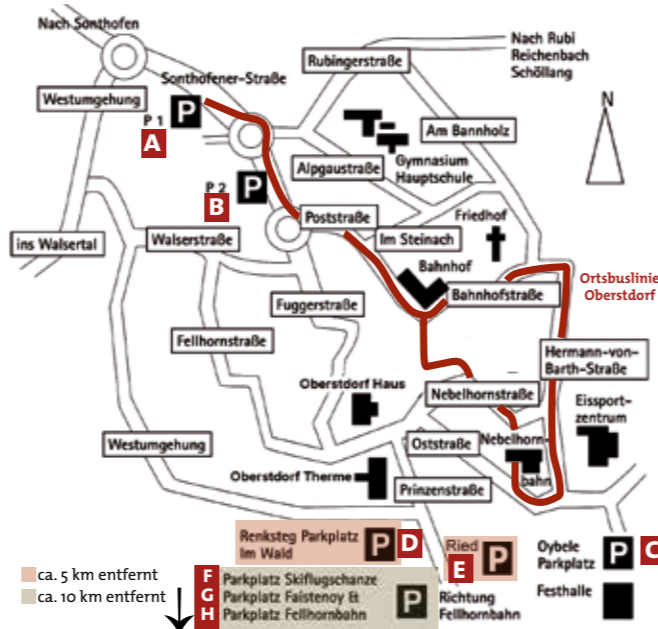 Nach Sonthofen
Sonthofener-Straße
Nach Rubi
Reichenbach
Schöllang
Rubingerstraße
Westumgehung
P 1
P
A
N
Am Bannholz
Gymnasium
Hauptschule
Alpgaustraße
P 2
P
B
Poststraße
Friedhof
Im Steinach
ins Walsertal
Walserstraße
Bahnhof
Ortsbuslinie
Oberstdorf
Bahnhofstraße
Fuggerstraße
Fellhornstraße
Hermann-von-
Barth-Straße
Oberstdorf Haus
Nebelhornstraße
Eissport-
zentrum
Westumgehung
Oststraße
Nebelhorn-
bahn
Oberstdorf Therme
Prinzenstraße
Renksteg Parkplatz
Im Wald
P
D
Ried
P
E
Oybele
Parkplatz
P
C
ca. 5 km entfernt
ca. 10 km entfernt
F Parkplatz Skiflugschanze
G Parkplatz Faistenoy &
H Parkplatz Fellhornbahn
P
Richtung
Fellhornbahn
Festhalle